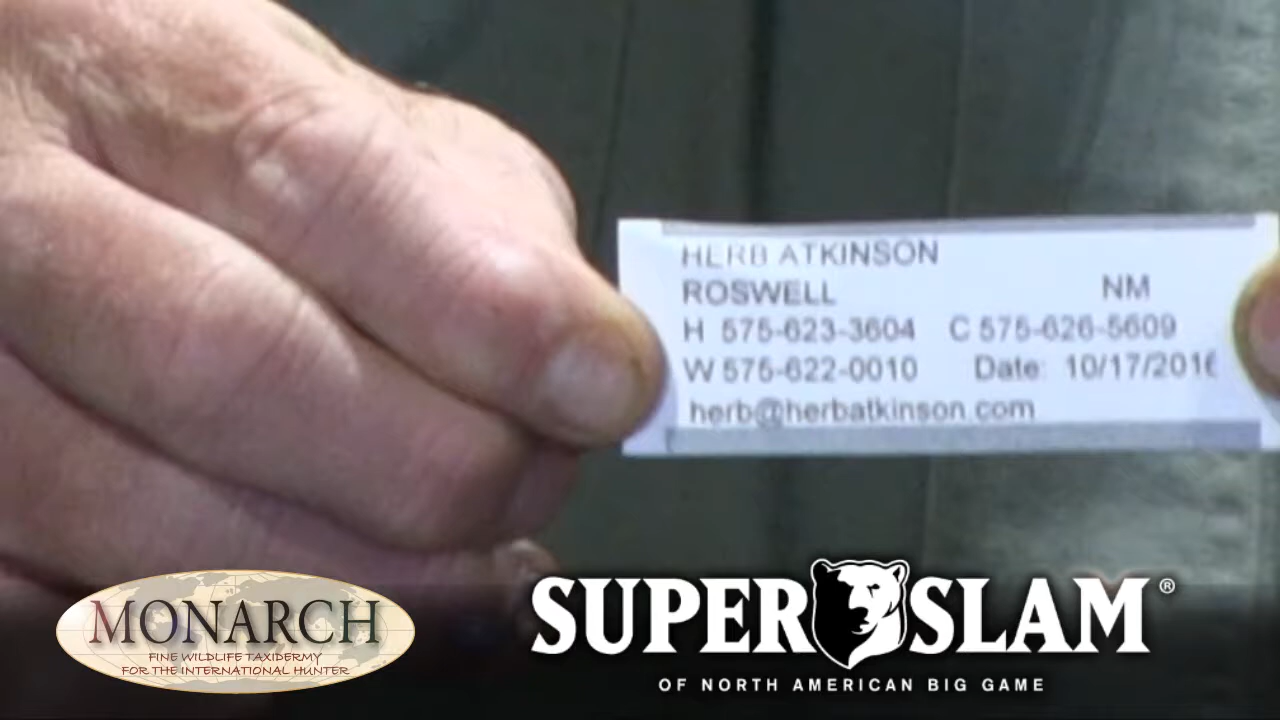 HERB ATKINSON
ROSWELL NM
H 575-623-3604 C 575-626-5609
W 575-622-0010 Date: 10/17/2016
herb@herbatkinson.com
MONARCH
FINE WILDLIFE TAXIDERMY
FOR THE INTERNATIONAL HUNTER
SUPER SLAM®
OF NORTH AMERICAN BIG GAME